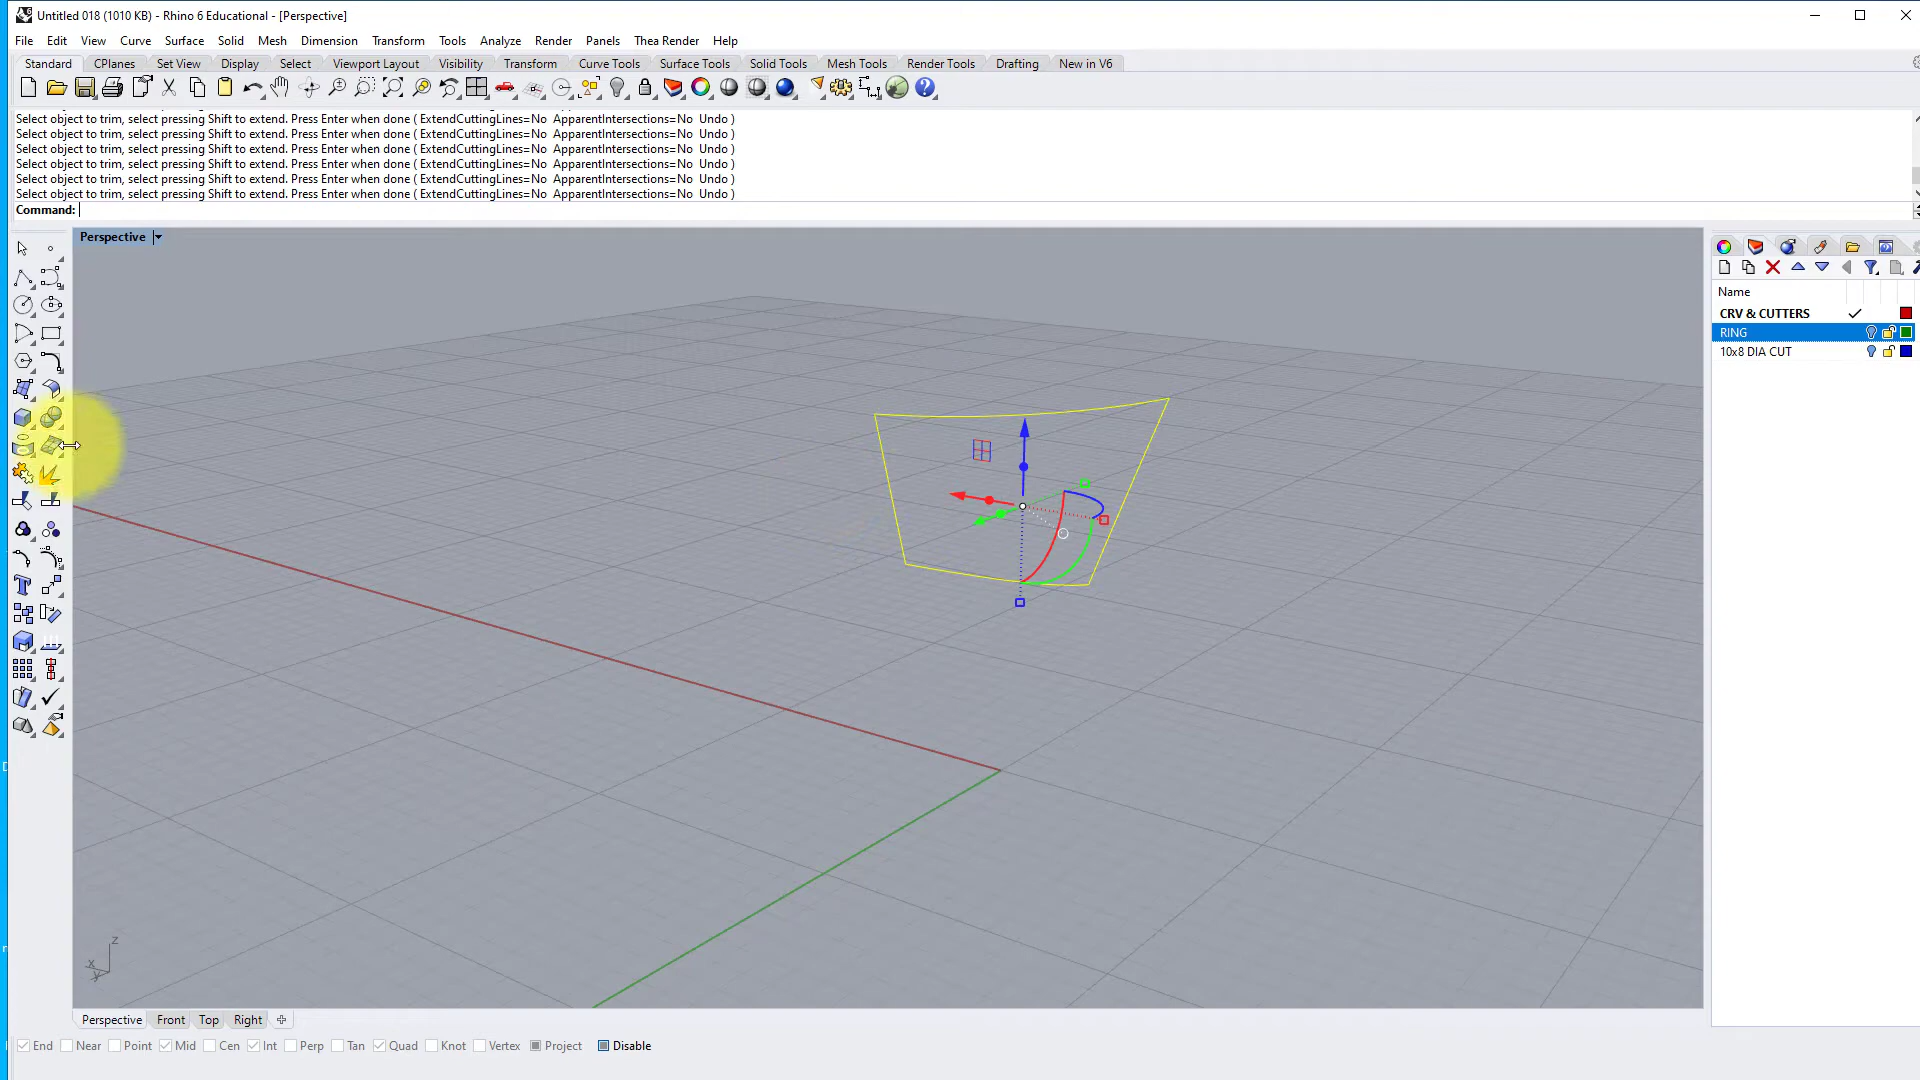 Untitled 018 (1010 KB) - Rhino 6 Educational - [Perspective]
File Edit View Curve Surface Solid Mesh Dimension Transform Tools Analyze Render Panels Thea Render Help
Standard CPlanes Set View Display Select Viewport Layout Visibility Transform Curve Tools Surface Tools Solid Tools Mesh Tools Render Tools Drafting New in V6
Select object to trim, select pressing Shift to extend. Press Enter when done ( ExtendCuttingLines=No ApparentIntersections=No Undo )
Select object to trim, select pressing Shift to extend. Press Enter when done ( ExtendCuttingLines=No ApparentIntersections=No Undo )
Select object to trim, select pressing Shift to extend. Press Enter when done ( ExtendCuttingLines=No ApparentIntersections=No Undo )
Select object to trim, select pressing Shift to extend. Press Enter when done ( ExtendCuttingLines=No ApparentIntersections=No Undo )
Select object to trim, select pressing Shift to extend. Press Enter when done ( ExtendCuttingLines=No ApparentIntersections=No Undo )
Select object to trim, select pressing Shift to extend. Press Enter when done ( ExtendCuttingLines=No ApparentIntersections=No Undo )
Command:
Perspective
Name
CRV & CUTTERS
RING
10x8 DIA CUT
z
x
y
Perspective Front Top Right
End Near Point Mid Cen Int Perp Tan Quad Knot Vertex Project Disable